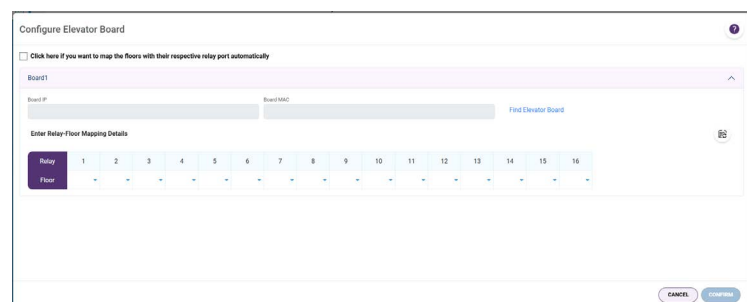 Configure Elevator Board
?
Click here if you want to map the floors with their respective relay port automatically
Board1
Board IP Board MAC
Find Elevator Board
Enter Relay-Floor Mapping Details
Relay 1 2 3 4 5 6 7 8 9 10 11 12 13 14 15 16
Floor
CANCEL CONFIRM